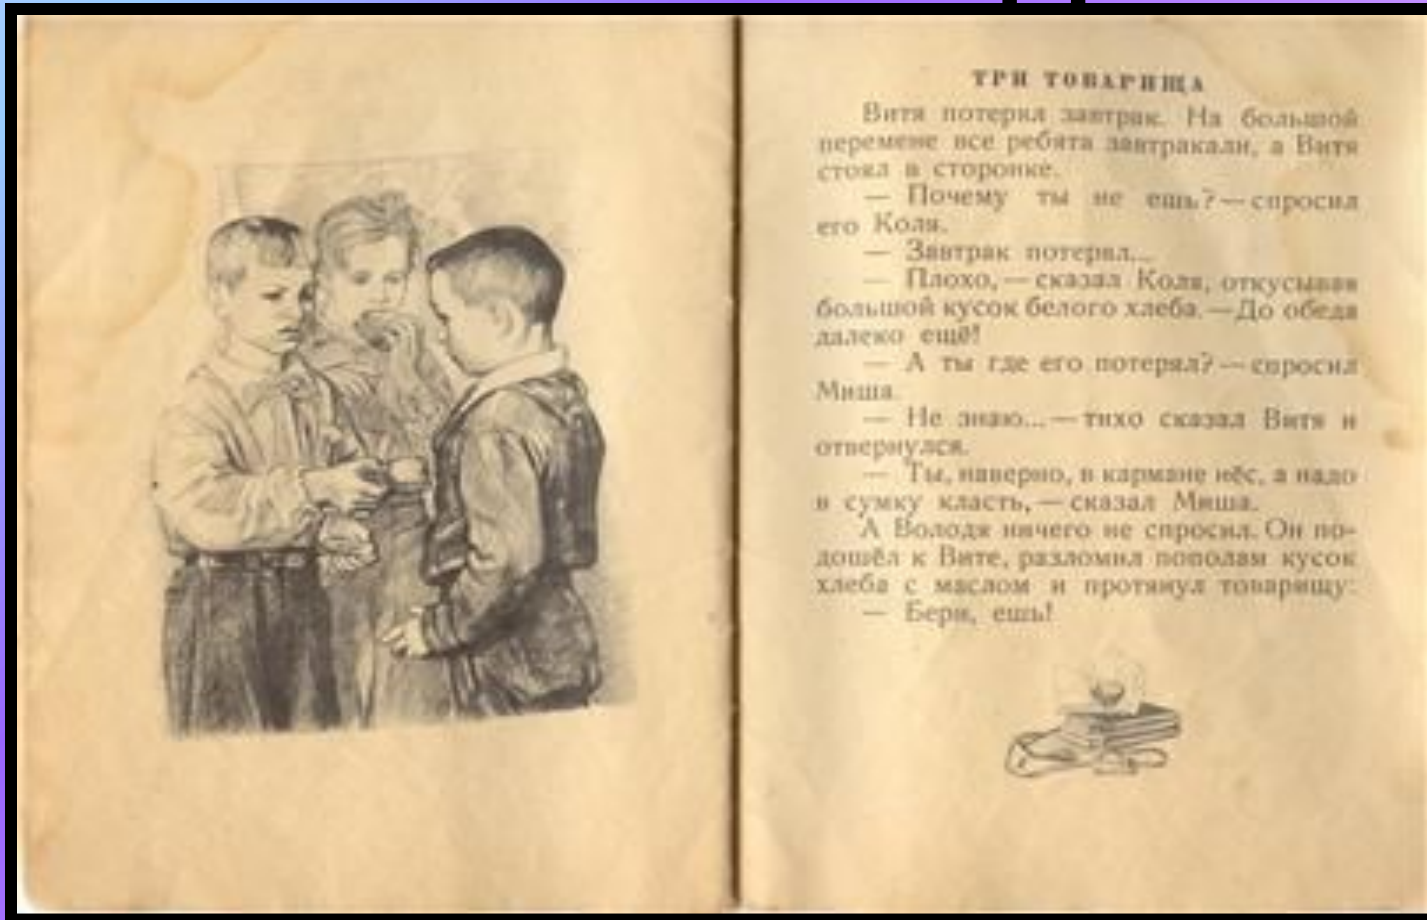 ТРИ ТОВАРИЩА
Витя потерял завтрак. На большой
перемене все ребята завтракали, а Витя
стоял в сторонке.
— Почему ты не ешь? — спросил
его Коля.
— Завтрак потерял...
— Плохо, — сказал Коля, откусывая
большой кусок белого хлеба. — До обеда
далеко ещё!
— А ты где его потерял? — спросил
Миша.
— Не знаю... — тихо сказал Витя и
отвернулся.
— Ты, наверно, в кармане нёс, а надо
в сумку класть, — сказал Миша.
А Володя ничего не спросил. Он по-
дошёл к Вите, разломил пополам кусок
хлеба с маслом и протянул товарищу:
— Бери, ешь!